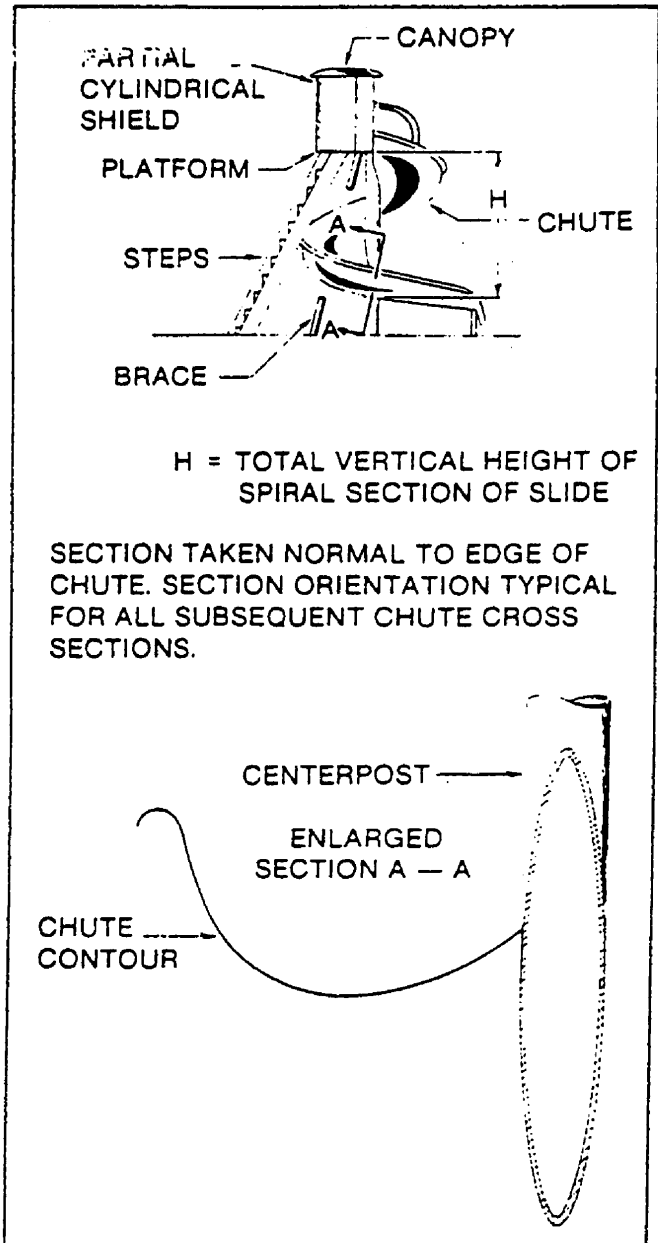 CANOPY
PARTIAL
CYLINDRICAL
SHIELD
PLATFORM
H
CHUTE
A
STEPS
A
BRACE
H = TOTAL VERTICAL HEIGHT OF
SPIRAL SECTION OF SLIDE
SECTION TAKEN NORMAL TO EDGE OF
CHUTE. SECTION ORIENTATION TYPICAL
FOR ALL SUBSEQUENT CHUTE CROSS
SECTIONS.
CENTERPOST
ENLARGED
SECTION A — A
CHUTE
CONTOUR